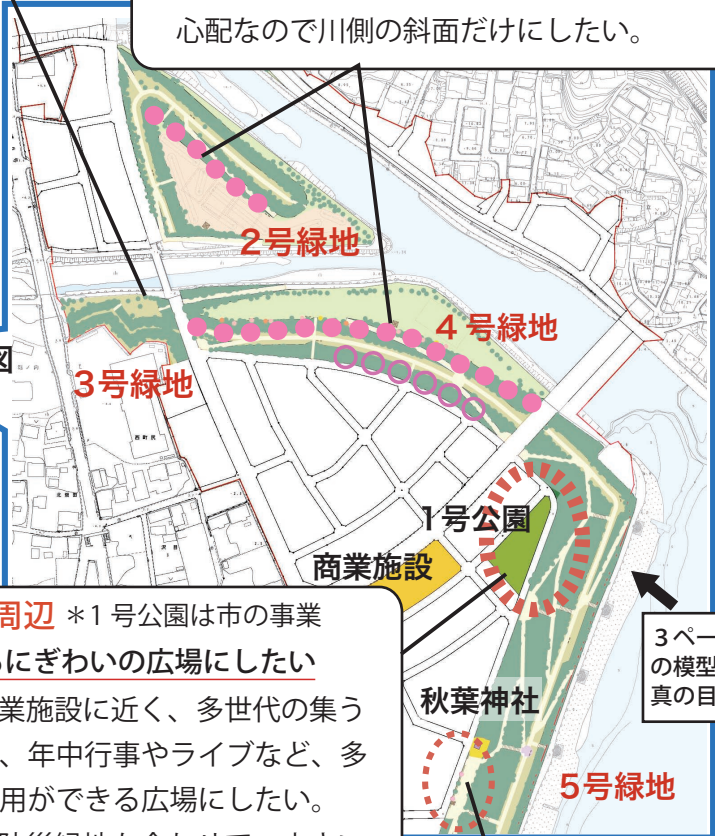 心配なので川側の斜面だけにしたい。
2号緑地
4号緑地
図
3号緑地
西町民
1号公園
商業施設
周辺 *1号公園は市の事業
にぎわいの広場にしたい
業施設に近く、多世代の集う
、年中行事やライブなど、多
用ができる広場にしたい。
3ペー
の模型
真の目
秋葉神社
5号緑地